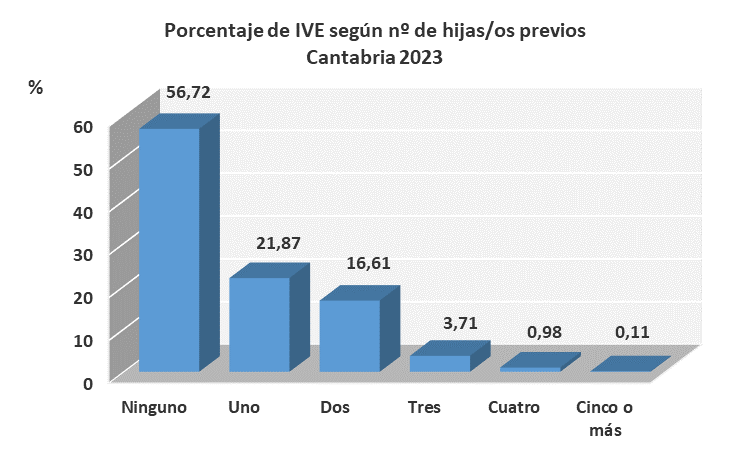 Porcentaje de IVE según nº de hijas/os previos
Cantabria 2023
%
56,72
60
50
40
30
20
10
0
21,87
16,61
3,71
0,98
0,11
Ninguno
Uno
Dos
Tres
Cuatro
Cinco o
más